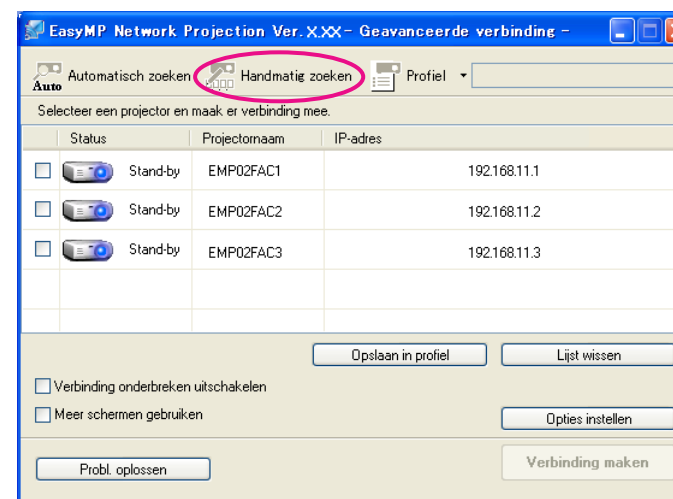 EasyMP Network Projection Ver. X.XX - Geavanceerde verbinding -
Auto Automatisch zoeken Handmatig zoeken Profiel
Selecteer een projector en maak er verbinding mee.
Status Projectornaam IP-adres
Stand-by EMP02FAC1 192.168.11.1
Stand-by EMP02FAC2 192.168.11.2
Stand-by EMP02FAC3 192.168.11.3
Opslaan in profiel Lijst wissen
Verbinding onderbreken uitschakelen
Meer schermen gebruiken
Opties instellen
Probl. oplossen Verbinding maken